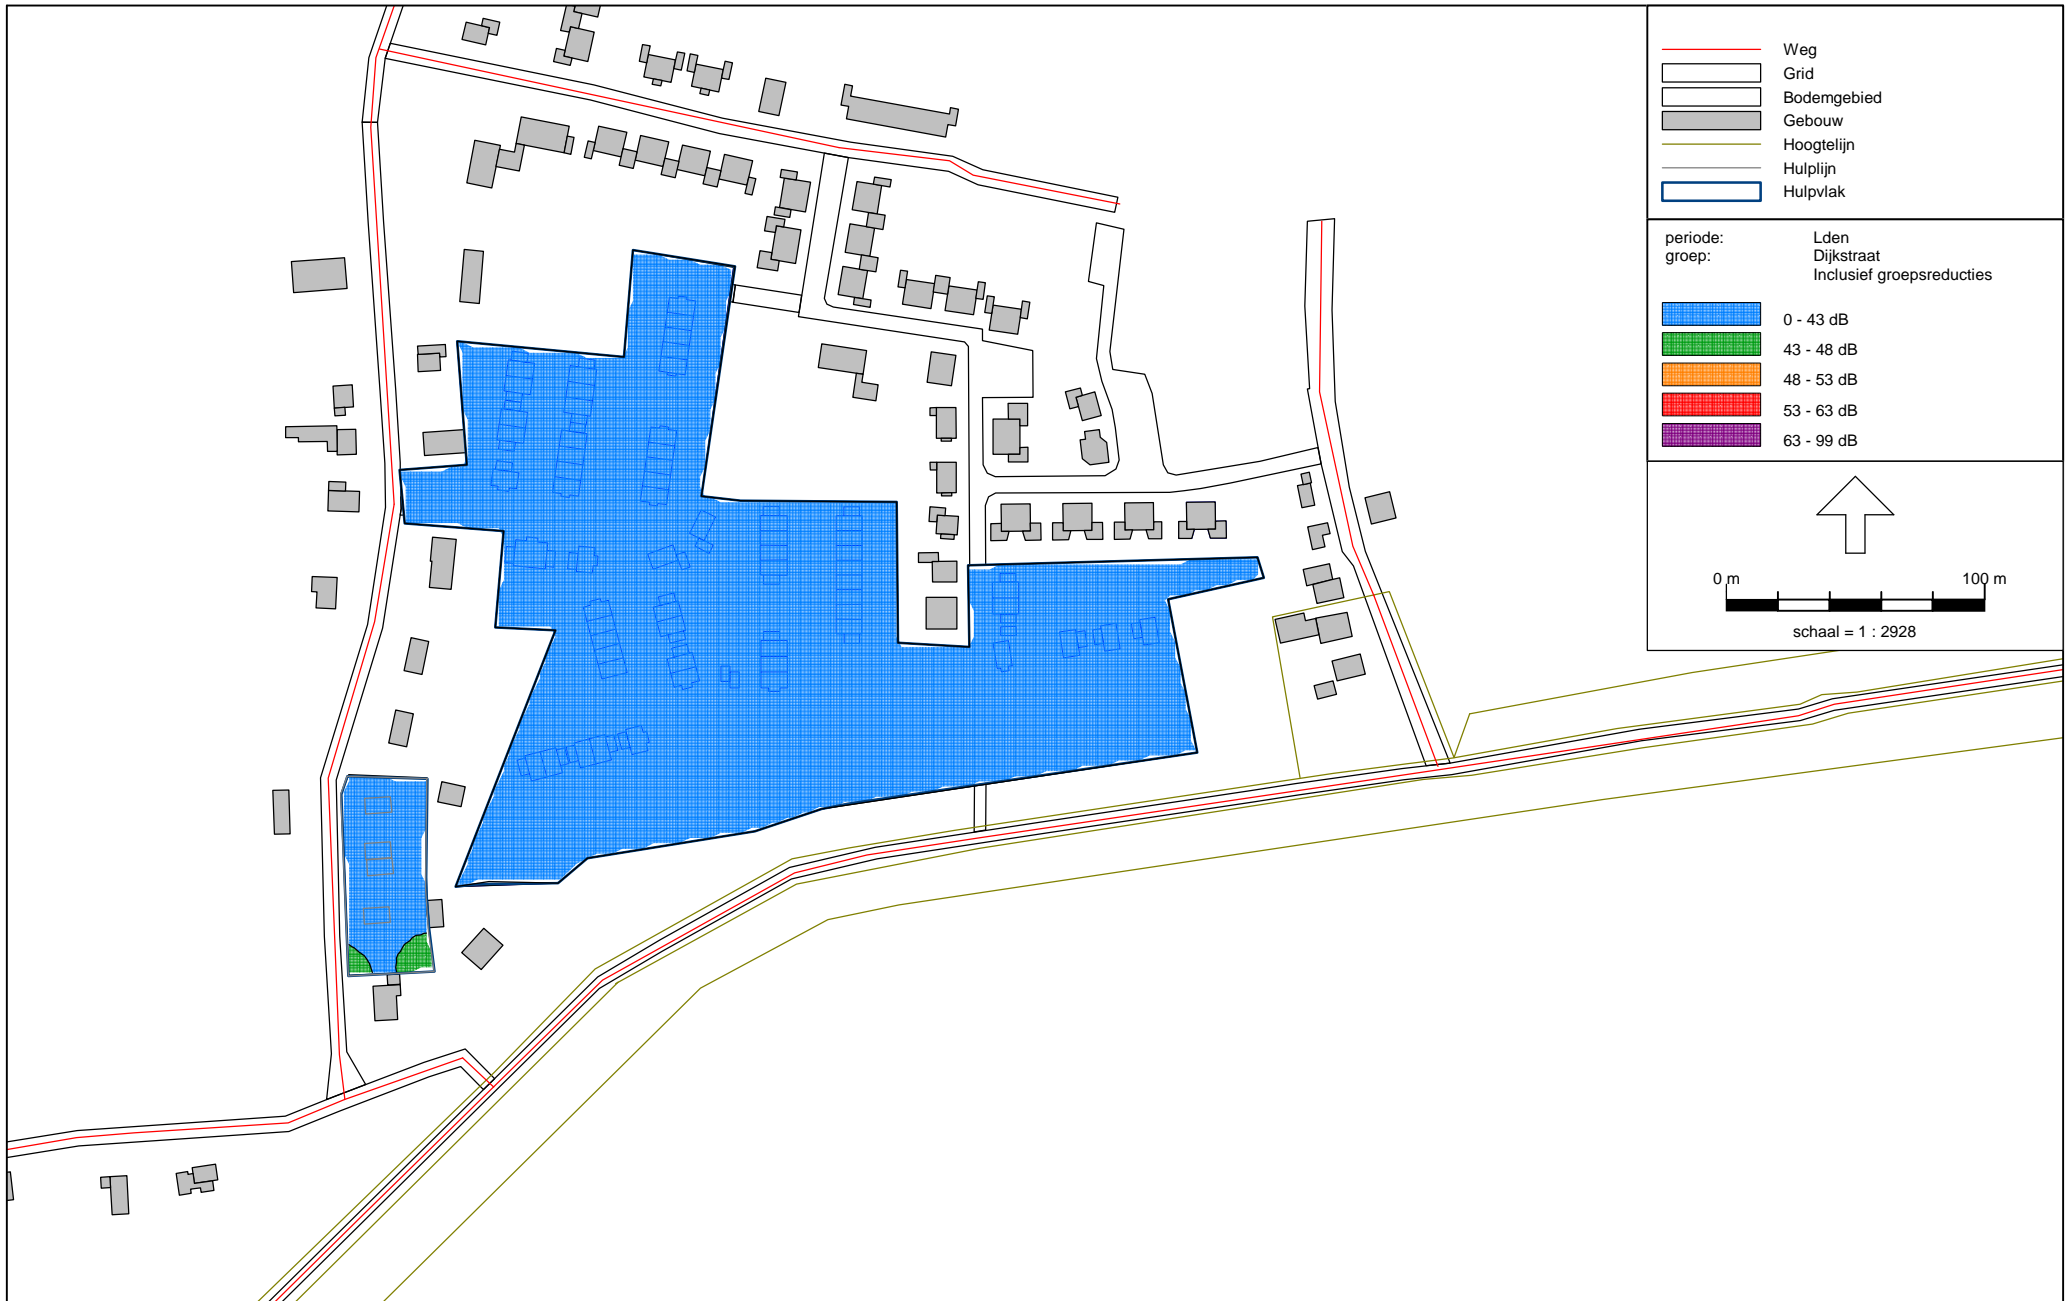 Weg
Grid
Bodemgebied
Gebouw
Hoogtelijn
Hulplijn
Hulpvlak
periode: Lden
groep: Dijkstraat
Inclusief groepsreducties
0 - 43 dB
43 - 48 dB
48 - 53 dB
53 - 63 dB
63 - 99 dB
0 m 100 m
schaal = 1 : 2928